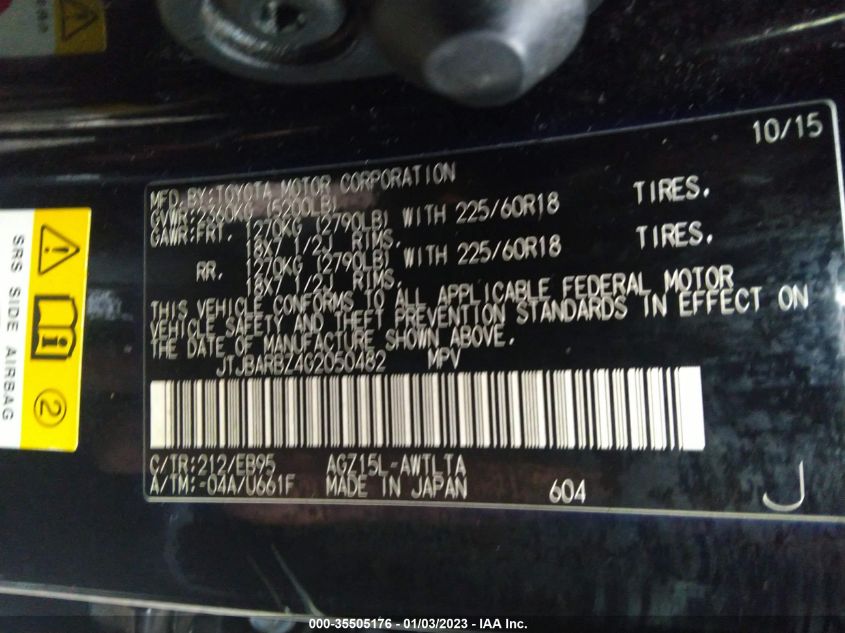 10/15
MFD. BY:TOYOTA MOTOR CORPORATION
GVWR:2360KG (5200LB)
GAWR:FRT. 1270KG (2790LB) WITH 225/60R18 TIRES.
18X7 1/2J RIMS.
RR. 1270KG (2790LB) WITH 225/60R18 TIRES.
18X7 1/2J RIMS.
THIS VEHICLE CONFORMS TO ALL APPLICABLE FEDERAL MOTOR
VEHICLE SAFETY AND THEFT PREVENTION STANDARDS IN EFFECT ON
THE DATE OF MANUFACTURE SHOWN ABOVE.
JTJBARBZ4G2050482 MPV
C/TR:212/EB95 AGZ15L-AWTLTA
A/TM:-04A/U661F MADE IN JAPAN 604
J
SRS SIDE AIRBAG
2
000-35505176 - 01/03/2023 - IAA Inc.